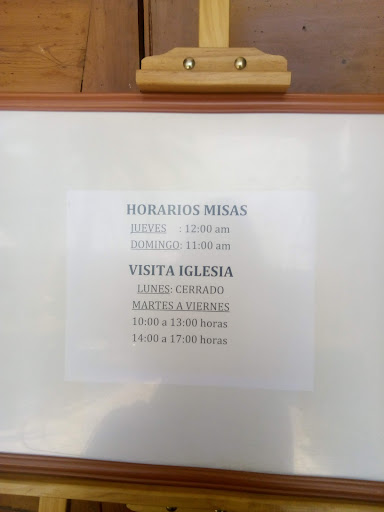 HORARIOS MISAS
JUEVES : 12:00 am
DOMINGO: 11:00 am
VISITA IGLESIA
LUNES: CERRADO
MARTES A VIERNES
10:00 a 13:00 horas
14:00 a 17:00 horas